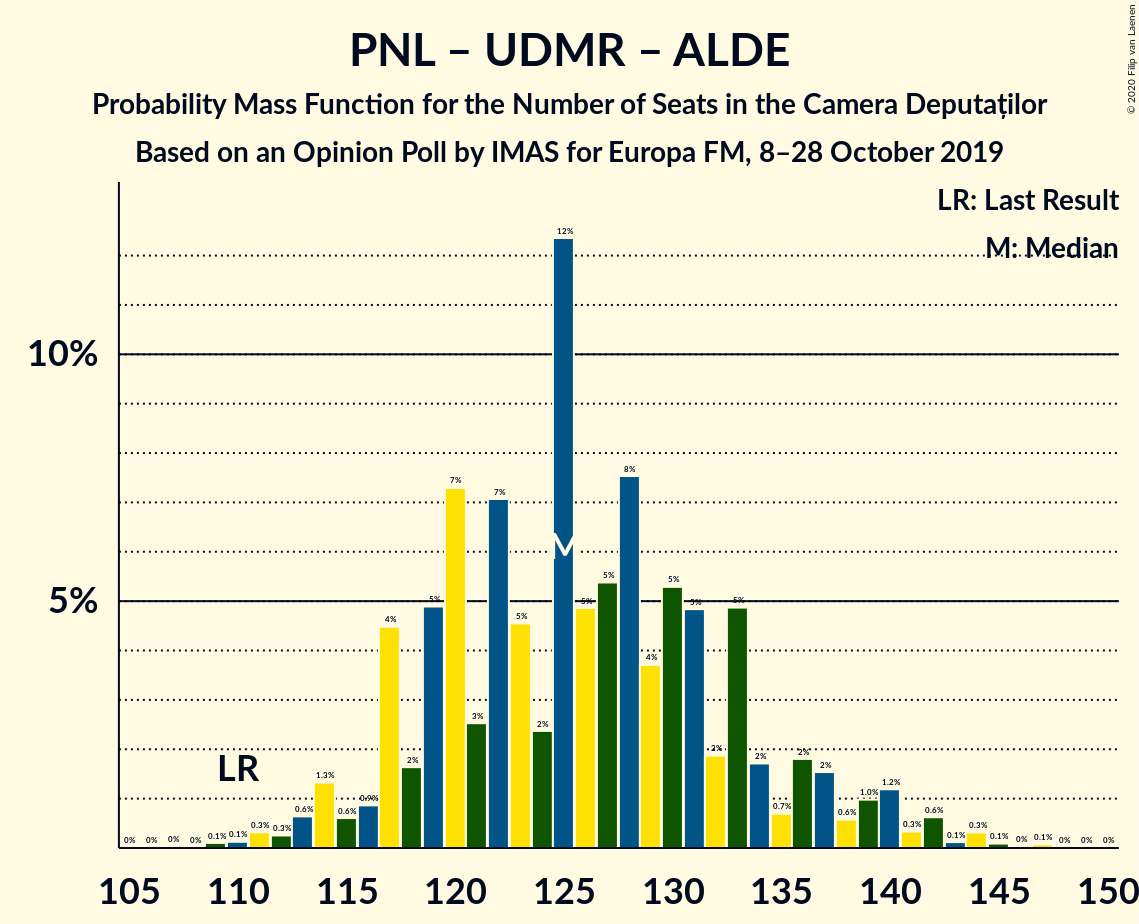 PNL – UDMR – ALDE
Probability Mass Function for the Number of Seats in the Camera Deputaților
Based on an Opinion Poll by IMAS for Europa FM, 8–28 October 2019
© 2020 Filip van Laenen
LR: Last Result
M: Median
10%
5%
LR
M
0% 0% 0% 0% 0.1% 0.1% 0.3% 0.3% 0.6% 1.3% 0.6% 0.9% 4% 2% 5% 7% 3% 7% 5% 2% 12% 5% 5% 8% 4% 5% 5% 2% 5% 2% 0.7% 2% 2% 0.6% 1.0% 1.2% 0.3% 0.6% 0.1% 0.3% 0.1% 0% 0.1% 0% 0% 0%
105 110 115 120 125 130 135 140 145 150